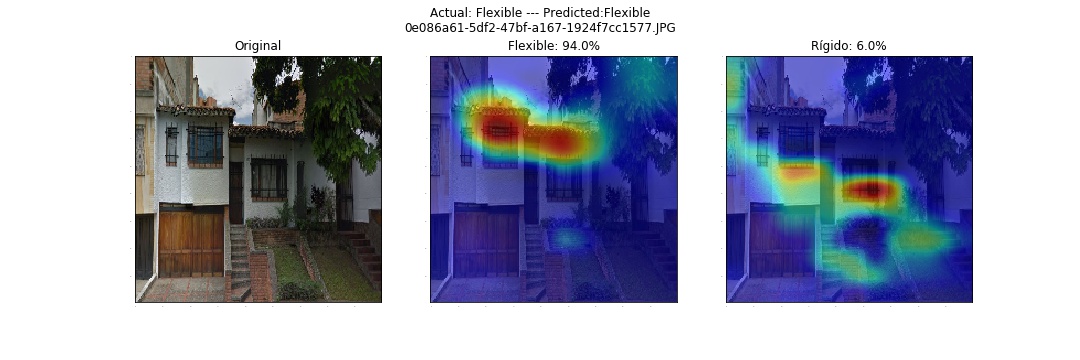 Actual: Flexible --- Predicted:Flexible
0e086a61-5df2-47bf-a167-1924f7cc1577.JPG
Original
Flexible: 94.0%
Rígido: 6.0%